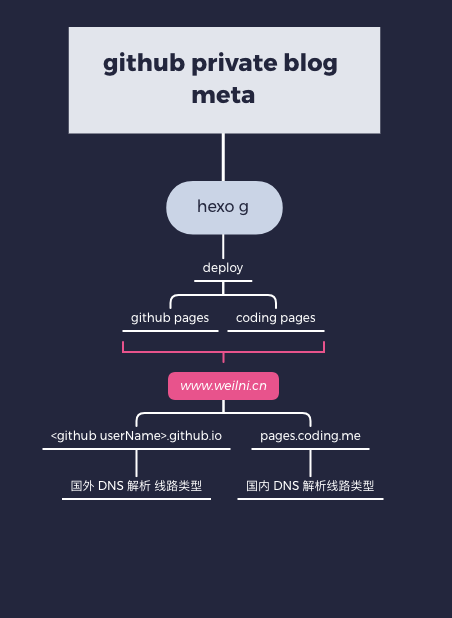 github private blog
meta
hexo g
deploy
github pages
coding pages
www.weilni.cn
<github userName>.github.io
pages.coding.me
国外 DNS 解析 线路类型
国内 DNS 解析线路类型